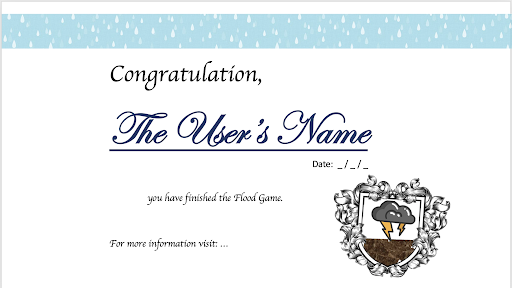 Congratulation,
The User's Name
Date: _ / _ / _
you have finished the Flood Game.
For more information visit: ...